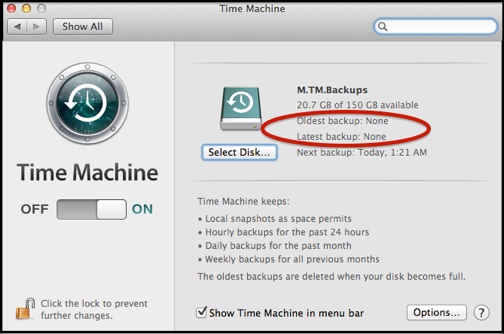 Time Machine
Show All
M.TM.Backups
20.7 GB of 150 GB available
Oldest backup: None
Latest backup: None
Select Disk...
Next backup: Today, 1:21 AM
Time Machine
OFF ON
Time Machine keeps:
• Local snapshots as space permits
• Hourly backups for the past 24 hours
• Daily backups for the past month
• Weekly backups for all previous months
The oldest backups are deleted when your disk becomes full.
Click the lock to prevent
further changes.
Show Time Machine in menu bar
Options...
?